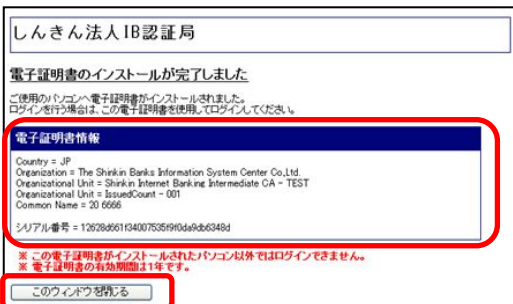 しんきん法人IB認証局
電子証明書のインストールが完了しました
ご使用のパソコンへ電子証明書がインストールされました。
ログインを行う場合は、この電子証明書を使用してログインしてください。
電子証明書情報
Country = JP
Organization = The Shinkin Banks Information System Center Co.,Ltd.
Organizational Unit = Shinkin Internet Banking Intermediate CA - TEST
Organizational Unit = IssuedCount - 001
Common Name = 20 6666
シリアル番号 = 12628d661f34007535f9f0da9db6348d
※ この電子証明書がインストールされたパソコン以外ではログインできません。
※ 電子証明書の有効期間は1年です。
このウィンドウを閉じる